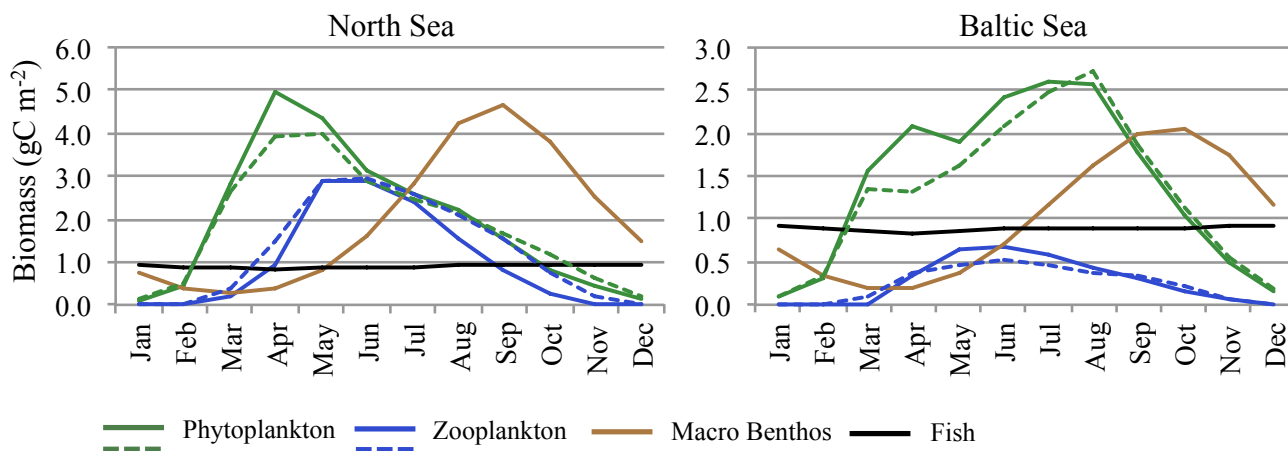 North Sea
Baltic Sea
Biomass (gC m-2)
6.0
5.0
4.0
3.0
2.0
1.0
0.0
Jan
Feb
Mar
Apr
May
Jun
Jul
Aug
Sep
Oct
Nov
Dec
3.0
2.5
2.0
1.5
1.0
0.5
0.0
Jan
Feb
Mar
Apr
May
Jun
Jul
Aug
Sep
Oct
Nov
Dec
Phytoplankton Zooplankton Macro Benthos Fish